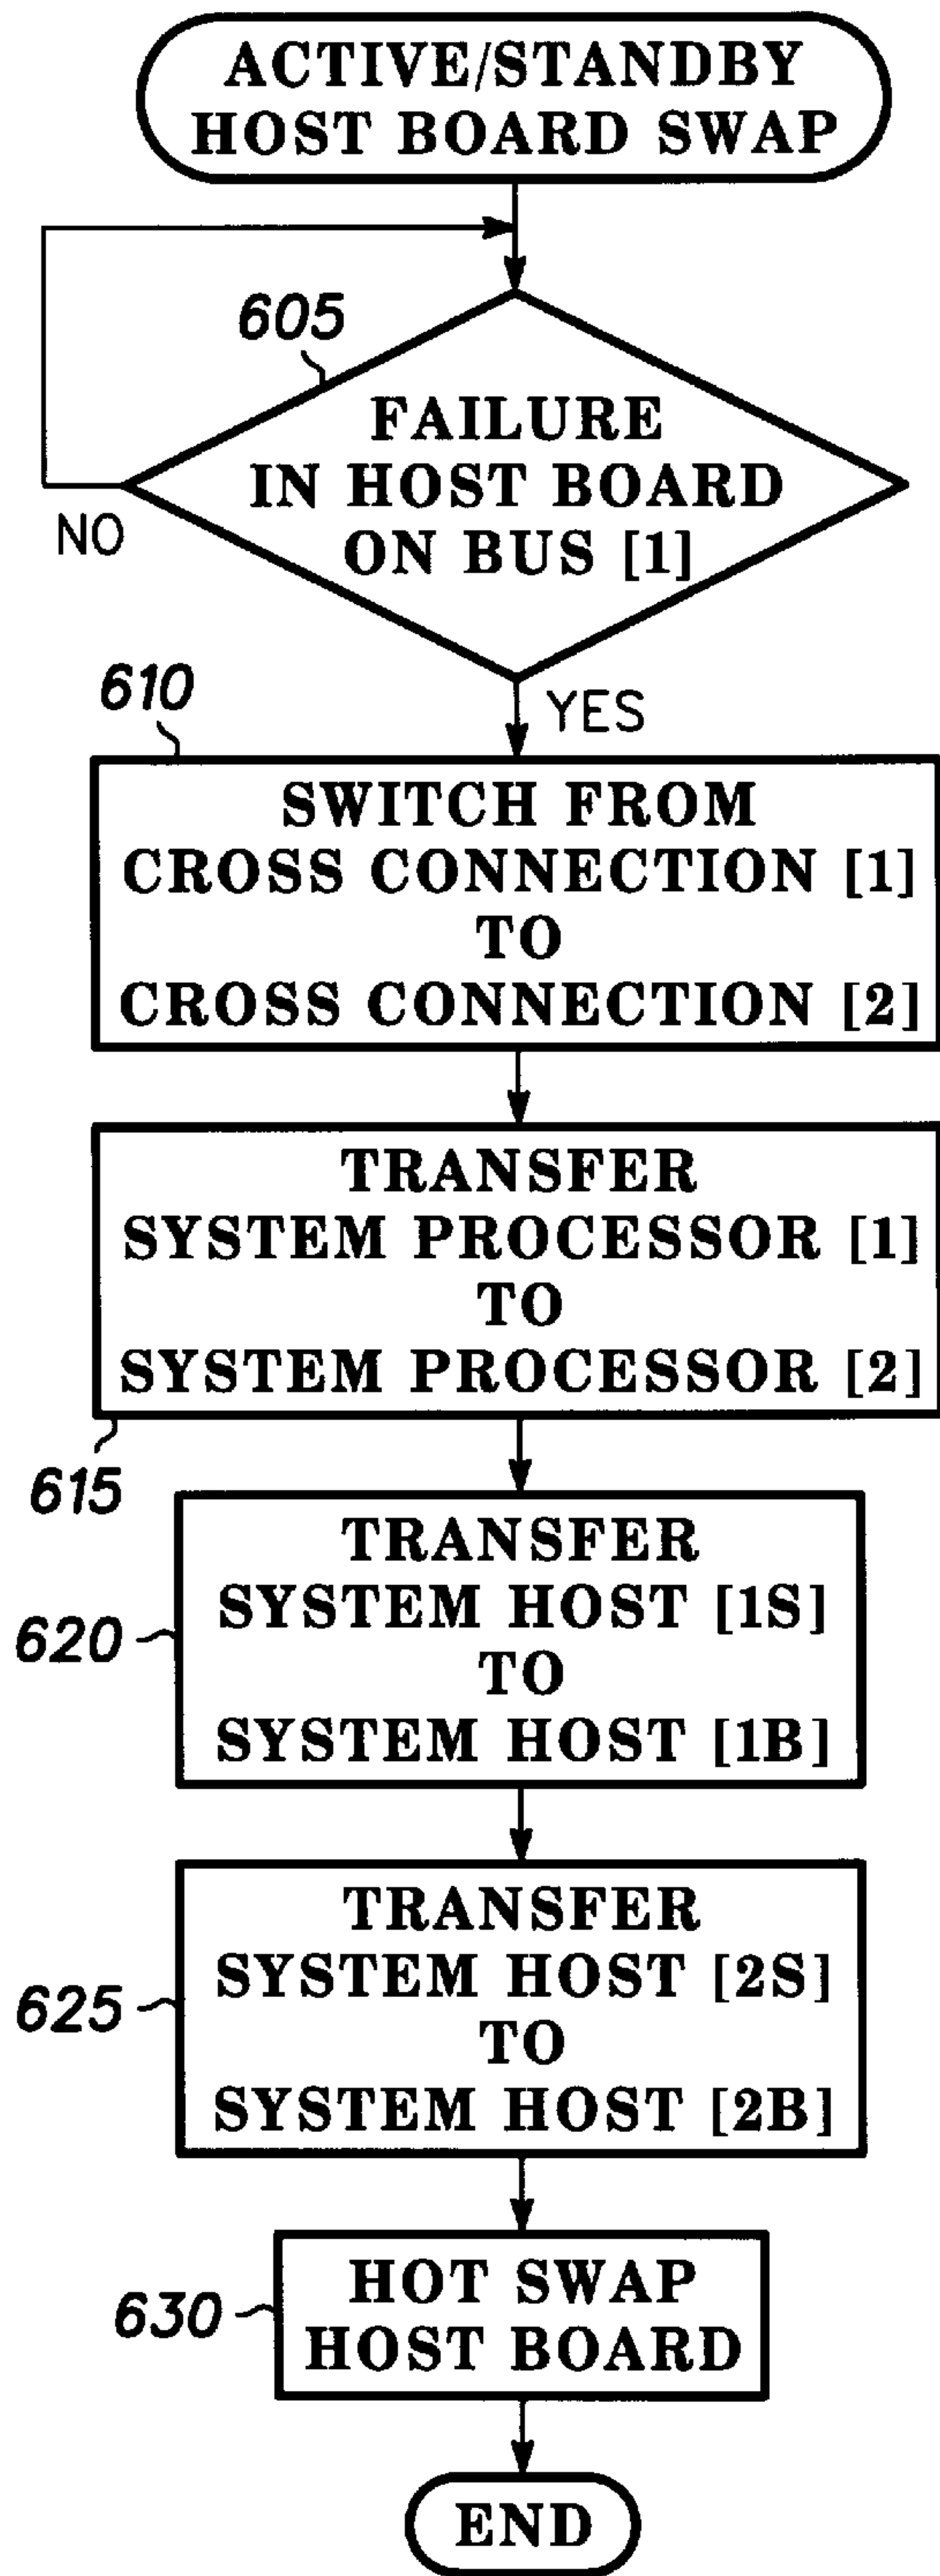 ACTIVE/STANDBY
HOST BOARD SWAP
605
FAILURE
IN HOST BOARD
ON BUS [1]
NO
YES
610
SWITCH FROM
CROSS CONNECTION [1]
TO
CROSS CONNECTION [2]
TRANSFER
SYSTEM PROCESSOR [1]
TO
SYSTEM PROCESSOR [2]
615
TRANSFER
SYSTEM HOST [1S]
TO
SYSTEM HOST [1B]
620
TRANSFER
SYSTEM HOST [2S]
TO
SYSTEM HOST [2B]
625
HOT SWAP
HOST BOARD
630
END